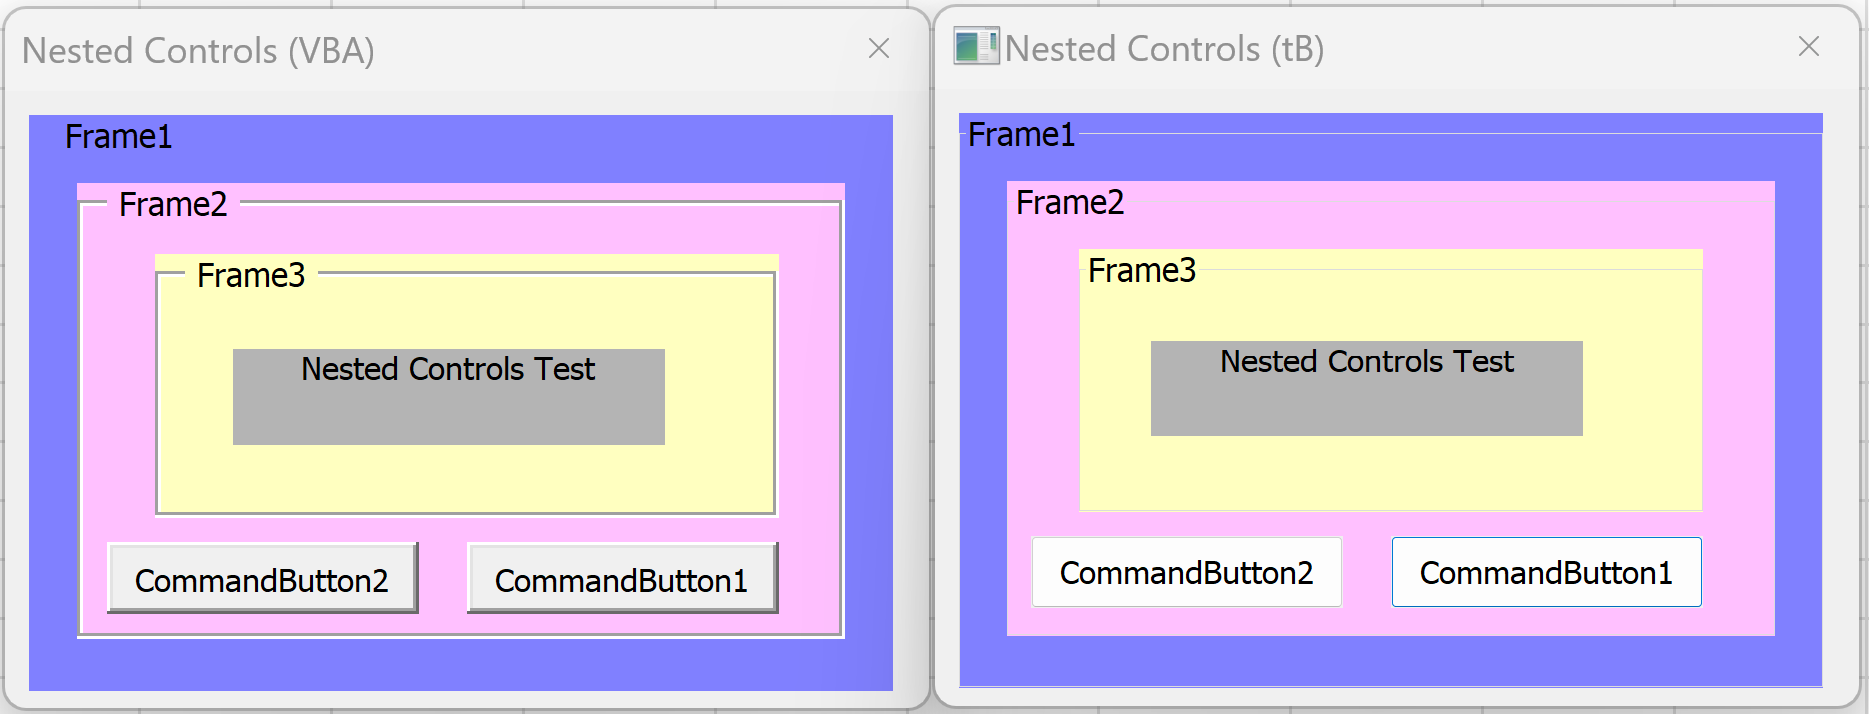 Nested Controls (VBA)
Frame1
Frame2
Frame3
Nested Controls Test
CommandButton2 CommandButton1
Nested Controls (tB)
Frame1
Frame2
Frame3
Nested Controls Test
CommandButton2 CommandButton1